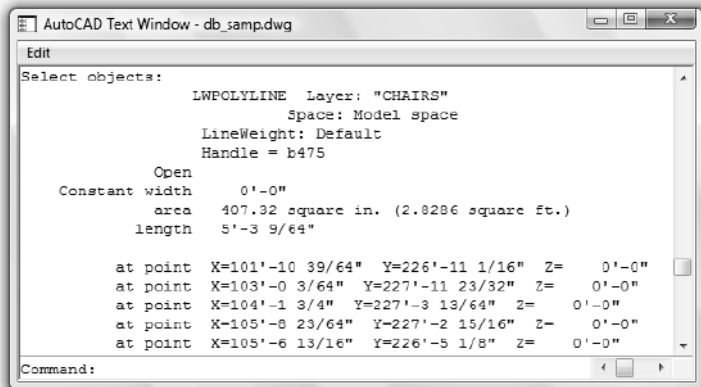 AutoCAD Text Window - db_samp.dwg
Edit
Select objects:
LWPOLYLINE Layer: "CHAIRS"
Space: Model space
LineWeight: Default
Handle = b475
Open
Constant width 0'-0"
area 407.32 square in. (2.8286 square ft.)
length 5'-3 9/64"
at point X=101'-10 39/64" Y=226'-11 1/16" Z= 0'-0"
at point X=103'-0 3/64" Y=227'-11 23/32" Z= 0'-0"
at point X=104'-1 3/4" Y=227'-3 13/64" Z= 0'-0"
at point X=105'-8 23/64" Y=227'-2 15/16" Z= 0'-0"
at point X=105'-6 13/16" Y=226'-5 1/8" Z= 0'-0"
Command: